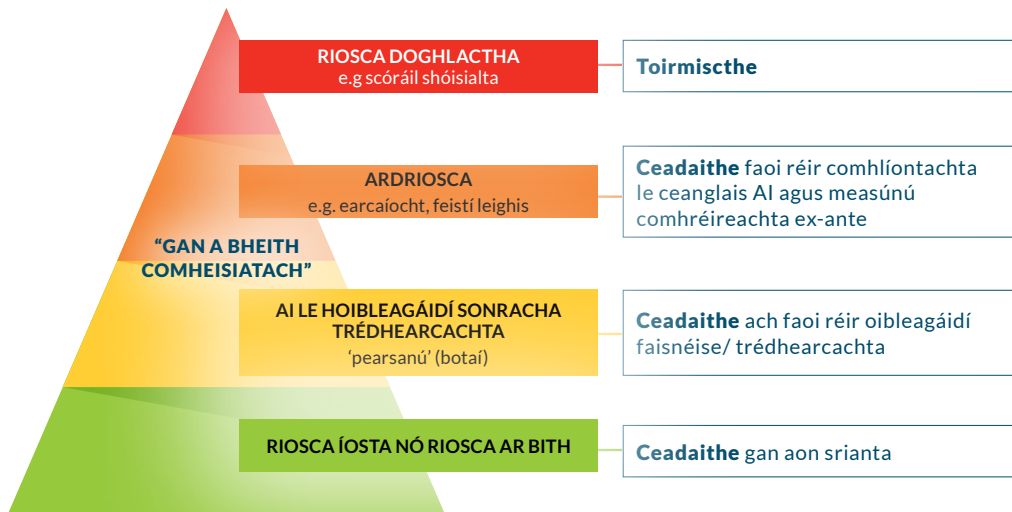 RIOSCA DOGHLACTHA
e.g scóráil shóisialta
Toirmiscthe
ARDRIOSCA
e.g. earcaíocht, feistí leighis
Ceadaithe faoi réir comhlíontachta
le ceanglais AI agus measúnú
comhréireachta ex-ante
“GAN A BHEITH
COMHEISIATACH”
AI LE HOIBLEAGÁIDÍ SONRACHA
TRÉDHEARCACHTA
‘pearsanú’ (botaí)
Ceadaithe ach faoi réir oibleagáidí
faisnéise/ trédhearcachta
RIOSCA ÍOSTA NÓ RIOSCA AR BITH
Ceadaithe gan aon srianta